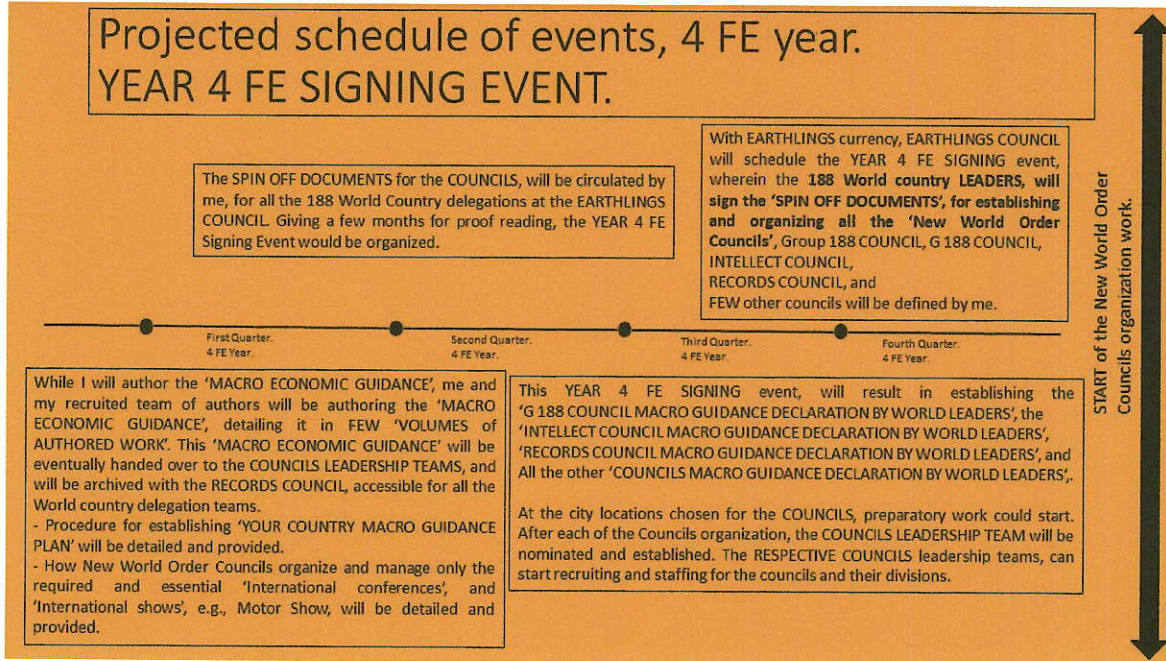 Projected schedule of events, 4 FE year.
YEAR 4 FE SIGNING EVENT.
The SPIN OFF DOCUMENTS for the COUNCILS, will be circulated by
me, for all the 188 World Country delegations at the EARTHLINGS
COUNCIL. Giving a few months for proof reading, the YEAR 4 FE
Signing Event would be organized.
With EARTHLINGS currency, EARTHLINGS COUNCIL
will schedule the YEAR 4 FE SIGNING event,
wherein the 188 World country LEADERS, will
sign the 'SPIN OFF DOCUMENTS', for establishing
and organizing all the 'New World Order
Councils', Group 188 COUNCIL, G 188 COUNCIL,
INTELLECT COUNCIL,
RECORDS COUNCIL, and
FEW other councils will be defined by me.
First Quarter.
4 FE Year.
Second Quarter.
4 FE Year.
Third Quarter.
4 FE Year.
Fourth Quarter.
4 FE Year.
While I will author the 'MACRO ECONOMIC GUIDANCE', me and
my recruited team of authors will be authoring the 'MACRO
ECONOMIC GUIDANCE', detailing it in FEW 'VOLUMES OF
AUTHORED WORK'. This 'MACRO ECONOMIC GUIDANCE' will be
eventually handed over to the COUNCILS LEADERSHIP TEAMS, and
will be archived with the RECORDS COUNCIL, accessible for all the
World country delegation teams.
- Procedure for establishing 'YOUR COUNTRY MACRO GUIDANCE
PLAN' will be detailed and provided.
- How New World Order Councils organize and manage only the
required and essential 'International conferences', and
'International shows', e.g., Motor Show, will be detailed and
provided.
This YEAR 4 FE SIGNING event, will result in establishing the
'G 188 COUNCIL MACRO GUIDANCE DECLARATION BY WORLD LEADERS', the
'INTELLECT COUNCIL MACRO GUIDANCE DECLARATION BY WORLD LEADERS',
'RECORDS COUNCIL MACRO GUIDANCE DECLARATION BY WORLD LEADERS', and
All the other 'COUNCILS MACRO GUIDANCE DECLARATION BY WORLD LEADERS',.
At the city locations chosen for the COUNCILS, preparatory work could start.
After each of the Councils organization, the COUNCILS LEADERSHIP TEAM will be
nominated and established. The RESPECTIVE COUNCILS leadership teams, can
start recruiting and staffing for the councils and their divisions.
START of the New World Order
Councils organization work.